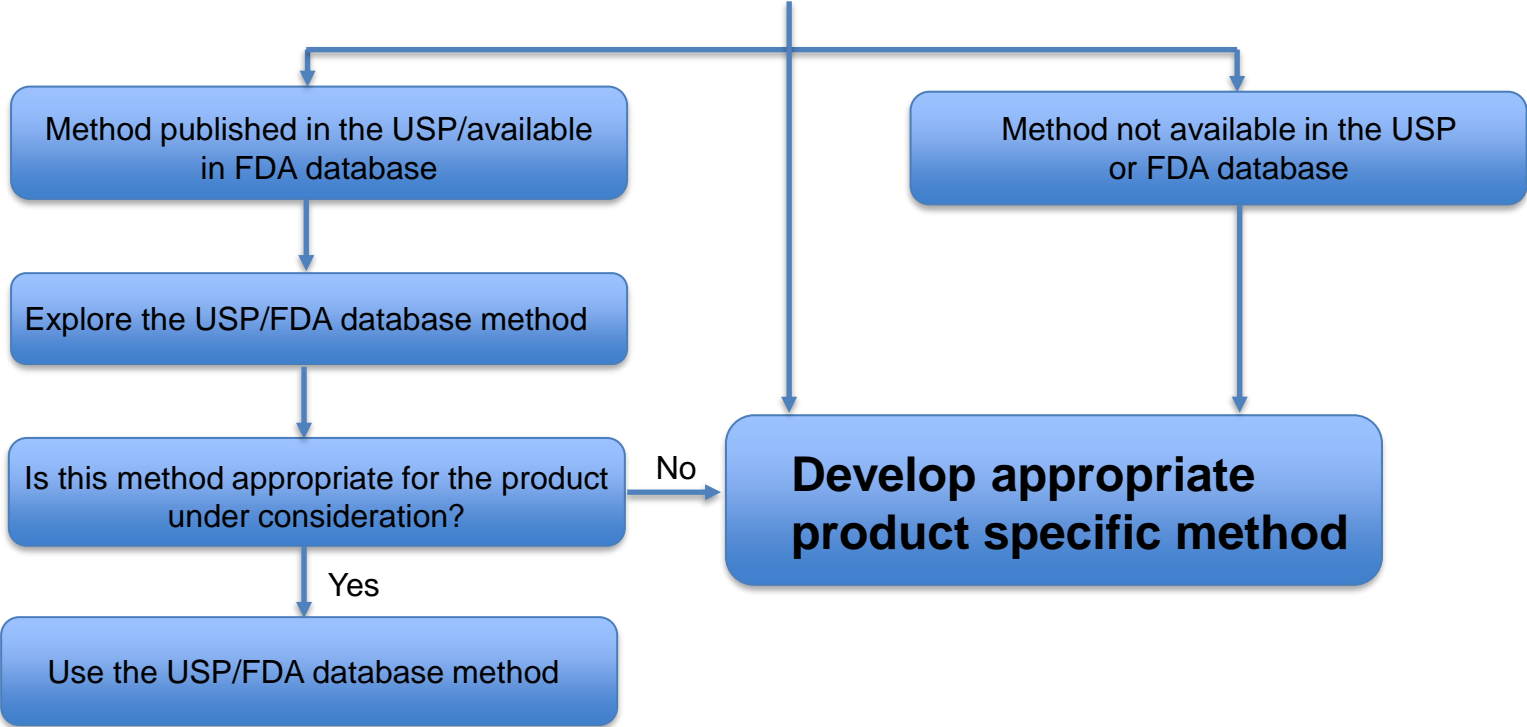 Method published in the USP/available
in FDA database
Method not available in the USP
or FDA database
Explore the USP/FDA database method
Is this method appropriate for the product
under consideration?
No
Develop appropriate
product specific method
Yes
Use the USP/FDA database method